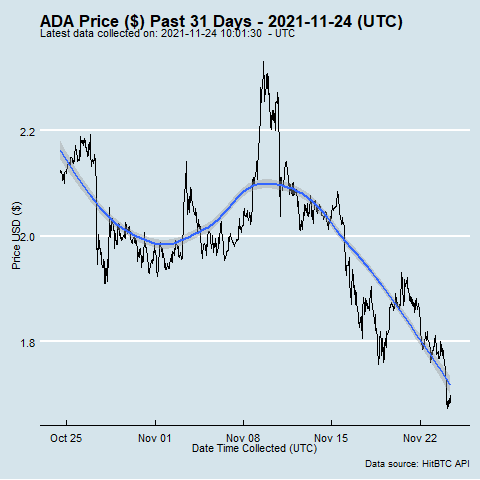 ADA Price ($) Past 31 Days - 2021-11-24 (UTC)
Latest data collected on: 2021-11-24 10:01:30  - UTC
2.2
2.0
1.8
Price USD ($)
Oct 25 Nov 01 Nov 08 Nov 15 Nov 22
Date Time Collected (UTC)
Data source: HitBTC API